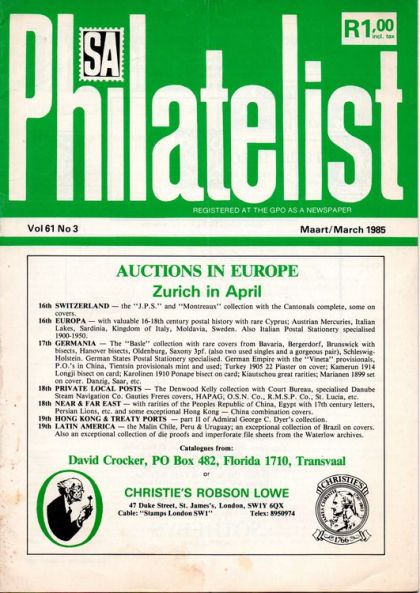 R1,00
incl. tax
SA
Philatelist
REGISTERED AT THE GPO AS A NEWSPAPER
Vol 61 No 3 Maart/March 1985
AUCTIONS IN EUROPE
Zurich in April
16th SWITZERLAND — the "J.P.S." and "Montreaux" collection with the Cantonals complete, some on
covers.
16th EUROPA — with valuable 16-18th century postal history with rare Cyprus; Austrian Mercuries, Italian
Lakes, Sardinia, Kingdom of Italy, Moldavia, Sweden. Also Italian Postal Stationery specialised
1900-1950.
17th GERMANIA — The "Basle" collection with rare covers from Bavaria, Bergerdorf, Brunswick with
bisects, Hanover bisects, Oldenburg, Saxony 3pf. (also two used singles and a gorgeous pair), Schleswig-
Holstein. German States Postal Stationery specialised. German Empire with the "Vineta" provisionals,
P.O.'s in China, Tientsin provisionals mint and used; Turkey 1905 22 Piaster on cover; Kamerun 1914
Longji bisect on card; Karolinen 1910 Ponape bisect on card; Kiautschou great rarities; Marianen 1899 set
on cover. Danzig, Saar, etc.
18th PRIVATE LOCAL POSTS — The Denwood Kelly collection with Court Bureau, specialised Danube
Steam Navigation Co. Gauties Freres covers, HAPAG, O.S.N. Co., R.M.S.P. Co., St. Lucia, etc.
18th NEAR & FAR EAST — with rarities of the Peoples Republic of China, Egypt with 17th century letters,
Persian Lions, etc. and some exceptional Hong Kong — China combination covers.
19th HONG KONG & TREATY PORTS — part II of Admiral George C. Dyer's collection.
19th LATIN AMERICA — the Malin Chile, Peru & Uruguay; an exceptional collection of Brazil on covers.
Also an exceptional collection of die proofs and imperforate file sheets from the Waterlow archives.
Catalogues from:
David Crocker, PO Box 482, Florida 1710, Transvaal
or
CHRISTIE'S ROBSON LOWE
47 Duke Street, St. James's, London, SW1Y 6QX
Cable: "Stamps London SW1" Telex: 8950974
CHRISTIE'S
SINCE
1766